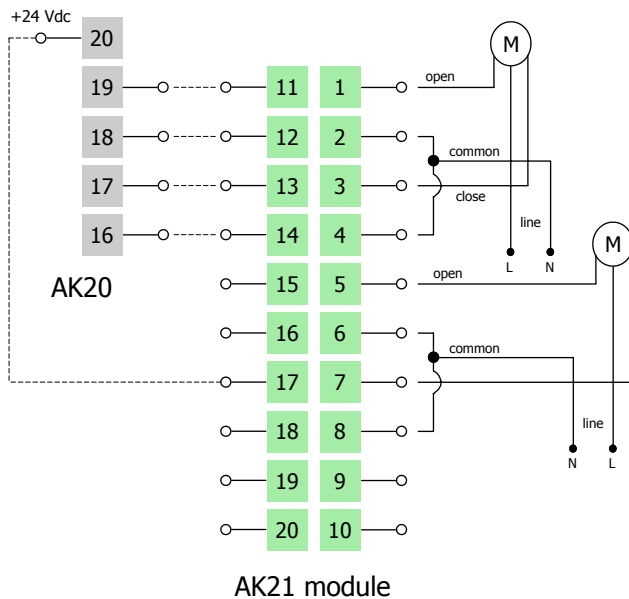 +24 Vdc
20
19
18
17
16
AK20
11 1
12 2
13 3
14 4
15 5
16 6
17 7
18 8
19 9
20 10
AK21 module
open
common
close
line
L N
M
open
common
line
N L
M